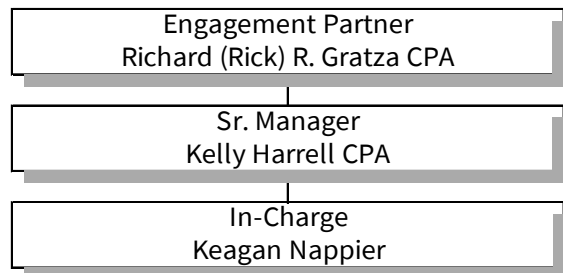 Engagement Partner
Richard (Rick) R. Gratza CPA
Sr. Manager
Kelly Harrell CPA
In-Charge
Keagan Nappier